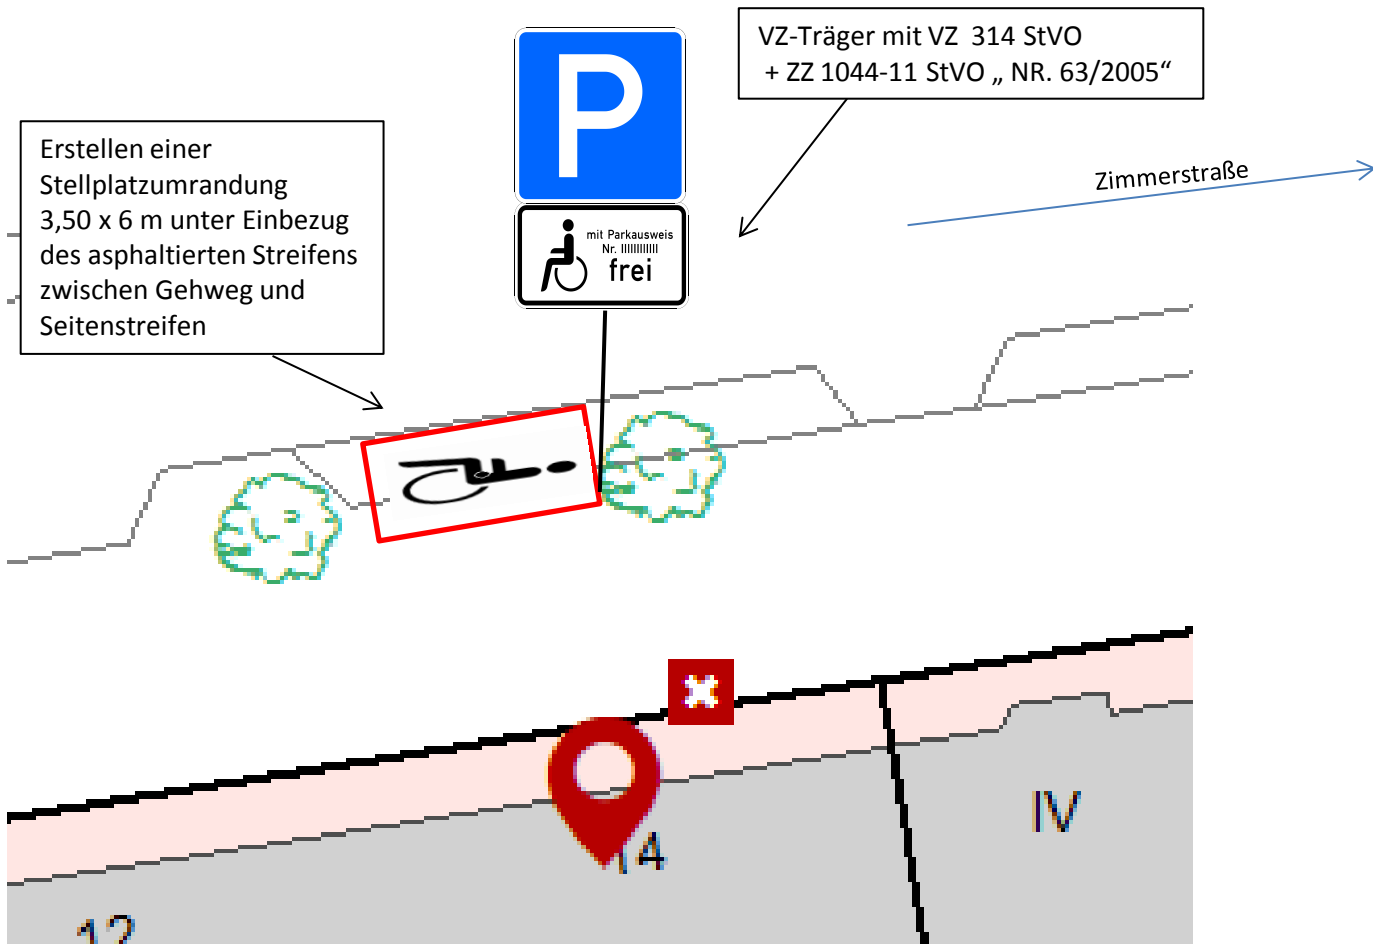 VZ-Träger mit VZ  314 StVO
+ ZZ 1044-11 StVO „ NR. 63/2005“
P
Erstellen einer
Stellplatzumrandung
3,50 x 6 m unter Einbezug
des asphaltierten Streifens
zwischen Gehweg und
Seitenstreifen
Zimmerstraße
mit Parkausweis
Nr. IIIIIIIIIIII
frei
IV
14
12